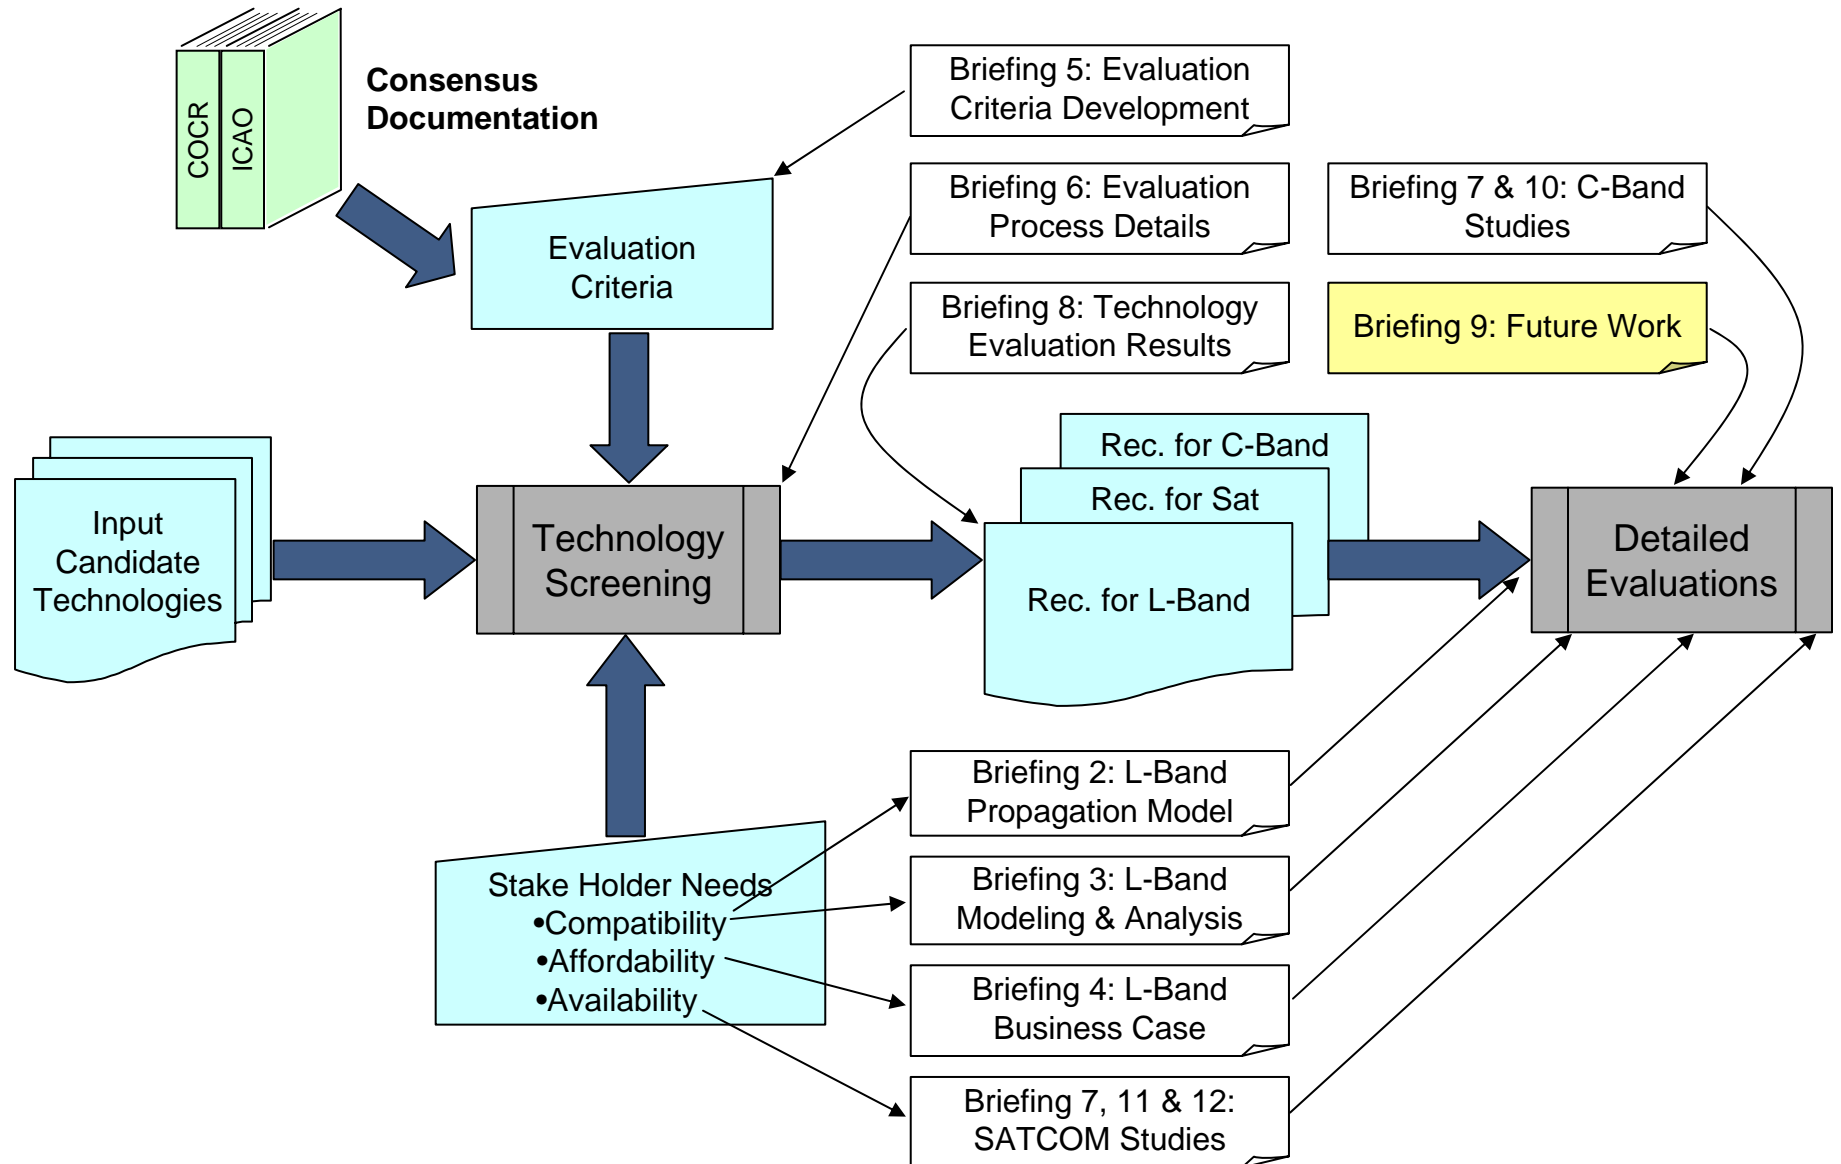 COCR
ICAO
Consensus
Documentation
Briefing 5: Evaluation
Criteria Development
Evaluation
Criteria
Briefing 6: Evaluation
Process Details
Briefing 7 & 10: C-Band
Studies
Briefing 8: Technology
Evaluation Results
Briefing 9: Future Work
Input
Candidate
Technologies
Technology
Screening
Rec. for C-Band
Rec. for Sat
Rec. for L-Band
Detailed
Evaluations
Stake Holder Needs
•Compatibility
•Affordability
•Availability
Briefing 2: L-Band
Propagation Model
Briefing 3: L-Band
Modeling & Analysis
Briefing 4: L-Band
Business Case
Briefing 7, 11 & 12:
SATCOM Studies